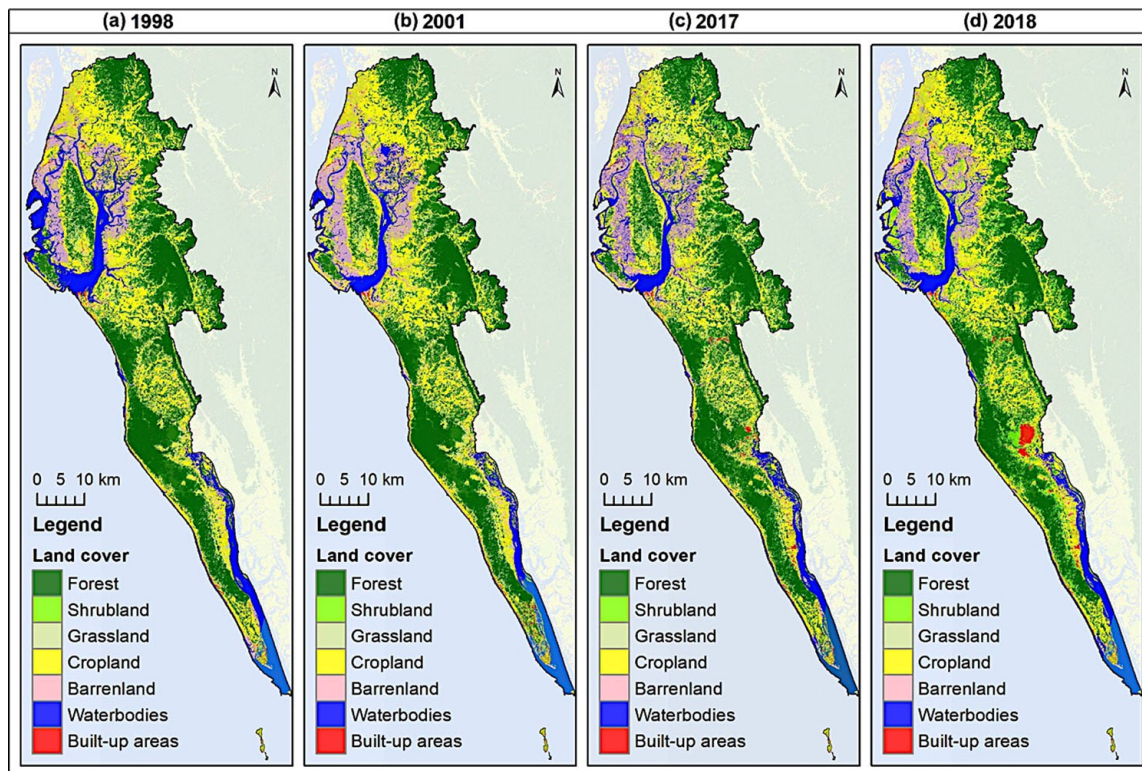 (a) 1998
(b) 2001
(c) 2017
(d) 2018
N
N
N
N
0 5 10 km
Legend
Land cover
Forest
Shrubland
Grassland
Cropland
Barrenland
Waterbodies
Built-up areas
0 5 10 km
Legend
Land cover
Forest
Shrubland
Grassland
Cropland
Barrenland
Waterbodies
Built-up areas
0 5 10 km
Legend
Land cover
Forest
Shrubland
Grassland
Cropland
Barrenland
Waterbodies
Built-up areas
0 5 10 km
Legend
Land cover
Forest
Shrubland
Grassland
Cropland
Barrenland
Waterbodies
Built-up areas